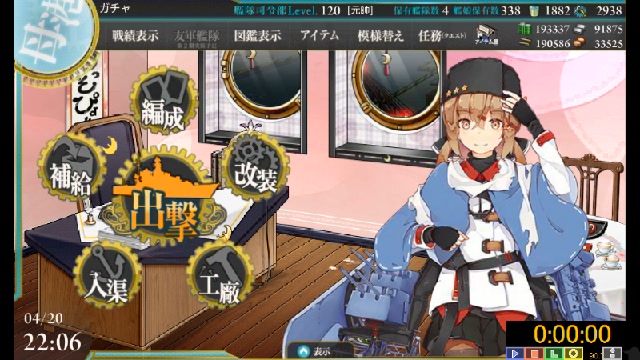 母港
ガチャ
艦隊司令部Level. 120 [元帥]
保有艦隊数 4 艦娘保有数 338
1882
2938
戦績表示
友軍艦隊
図鑑表示
アイテム
模様替え
任務(クエスト)
193337
91875
190586
33525
編成
補給
出撃
改装
入渠
工廠
04/20
22:06
表示
0:00:00